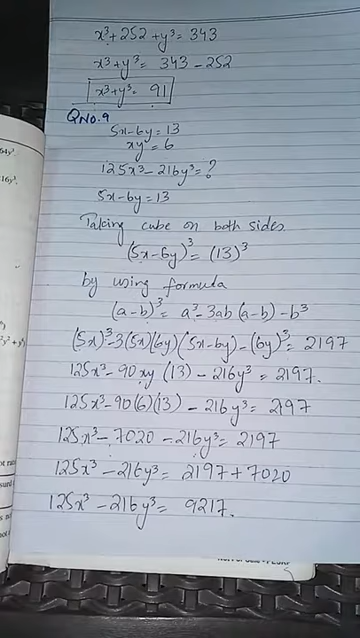 x³+252+y³= 343
x³+y³= 343-252
x³+y³= 91
QNO.9
5x-6y=13
xy=6
125x³-216y³=?
5x-6y=13
Taking cube on both sides
(5x-6y)³=(13)³
by using formula
(a-b)³= a³-3ab(a-b)-b³
(5x)³-3(5x)(6y)(5x-6y)-(6y)³= 2197
125x³-90xy(13)-216y³=2197.
125x³-90(6)(13)-216y³=2197
125x³-7020-216y³=2197
125x³-216y³= 2197+7020
125x³-216y³= 9217.